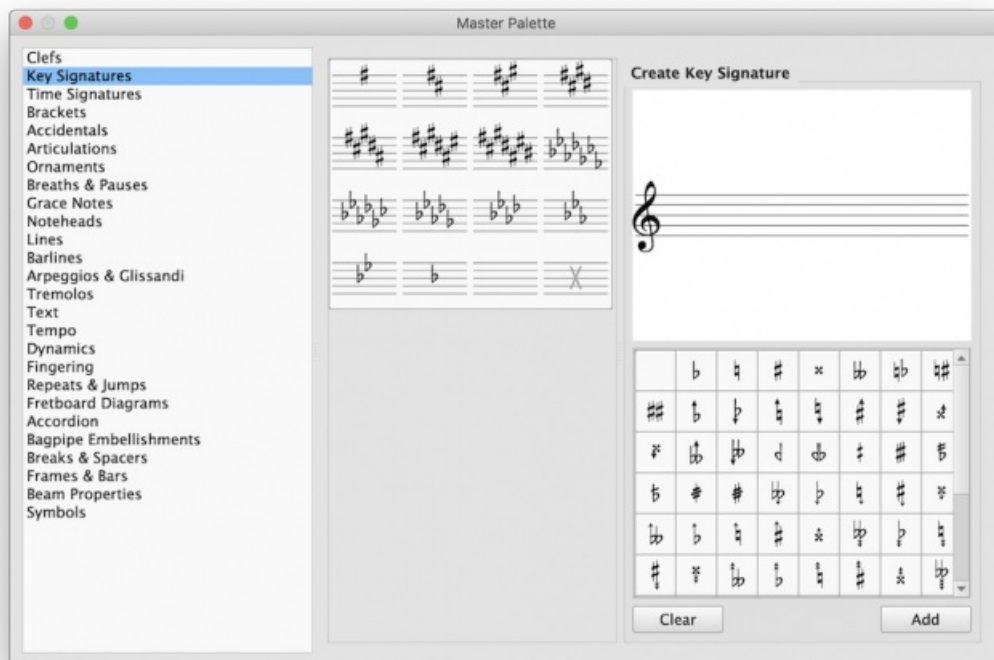 Master Palette
Clefs
Key Signatures
Time Signatures
Brackets
Accidentals
Articulations
Ornaments
Breaths & Pauses
Grace Notes
Noteheads
Lines
Barlines
Arpeggios & Glissandi
Tremolos
Text
Tempo
Dynamics
Fingering
Repeats & Jumps
Fretboard Diagrams
Accordion
Bagpipe Embellishments
Breaks & Spacers
Frames & Bars
Beam Properties
Symbols
Create Key Signature
Clear
Add